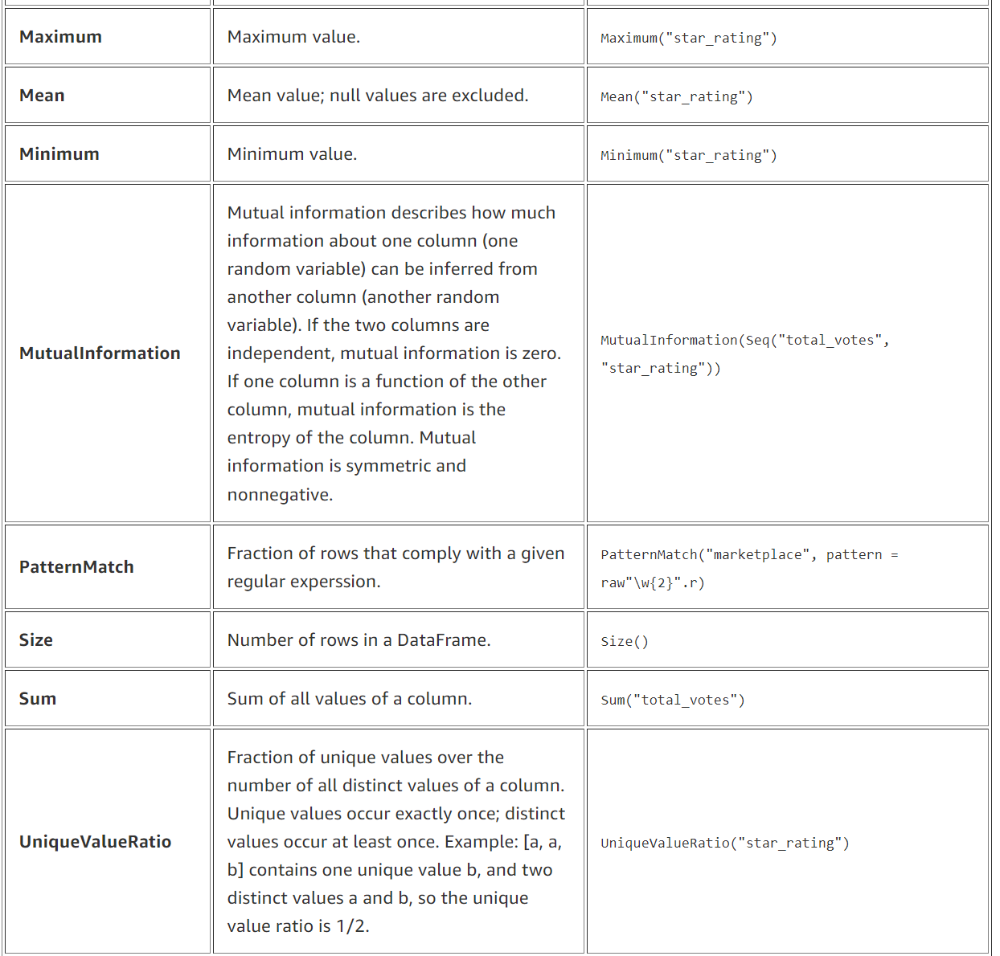 Maximum
Maximum value.
Maximum("star_rating")
Mean
Mean value; null values are excluded.
Mean("star_rating")
Minimum
Minimum value.
Minimum("star_rating")
MutualInformation
Mutual information describes how much
information about one column (one
random variable) can be inferred from
another column (another random
variable). If the two columns are
independent, mutual information is zero.
If one column is a function of the other
column, mutual information is the
entropy of the column. Mutual
information is symmetric and
nonnegative.
MutualInformation(Seq("total_votes",
"star_rating"))
PatternMatch
Fraction of rows that comply with a given
regular experssion.
PatternMatch("marketplace", pattern =
raw"\w{2}".r)
Size
Number of rows in a DataFrame.
Size()
Sum
Sum of all values of a column.
Sum("total_votes")
UniqueValueRatio
Fraction of unique values over the
number of all distinct values of a column.
Unique values occur exactly once; distinct
values occur at least once. Example: [a, a,
b] contains one unique value b, and two
distinct values a and b, so the unique
value ratio is 1/2.
UniqueValueRatio("star_rating")